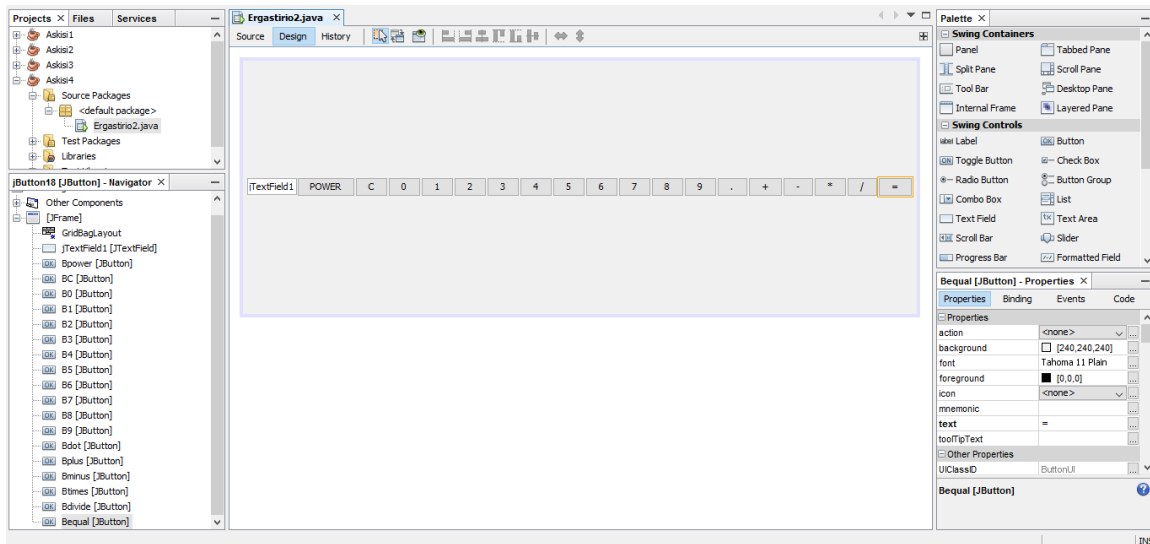 Projects × Files Services
Askisi1
Askisi2
Askisi3
Askisi4
Source Packages
<default package>
Ergastirio2.java
Test Packages
Libraries
jButton18 [JButton] - Navigator ×
Other Components
[JFrame]
GridBagLayout
jTextField1 [JTextField]
Bpower [JButton]
BC [JButton]
B0 [JButton]
B1 [JButton]
B2 [JButton]
B3 [JButton]
B4 [JButton]
B5 [JButton]
B6 [JButton]
B7 [JButton]
B8 [JButton]
B9 [JButton]
Bdot [JButton]
Bplus [JButton]
Bminus [JButton]
Btimes [JButton]
Bdivide [JButton]
Bequal [JButton]
Ergastirio2.java ×
Source Design History
jTextField1 POWER C 0 1 2 3 4 5 6 7 8 9 . + - * / =
Palette ×
Swing Containers
Panel Tabbed Pane
Split Pane Scroll Pane
Tool Bar Desktop Pane
Internal Frame Layered Pane
Swing Controls
label Label OK Button
ON Toggle Button Check Box
Radio Button Button Group
Combo Box List
Text Field Text Area
Scroll Bar Slider
Progress Bar Formatted Field
Bequal [JButton] - Properties ×
Properties Binding Events Code
Properties
action <none> ...
background [240,240,240] ...
font Tahoma 11 Plain ...
foreground [0,0,0] ...
icon <none> ...
mnemonic ...
text = ...
toolTipText ...
Other Properties
UIClassID ButtonUI ...
Bequal [JButton]
INS